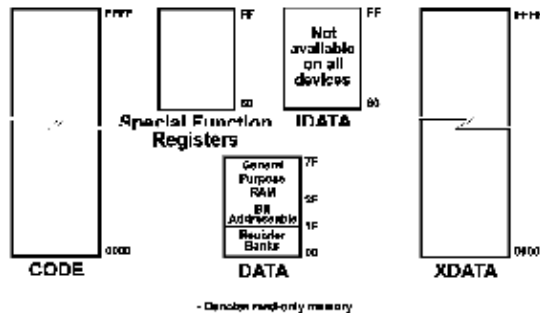 FFFF
FF
FF
FFFF
Not
available
on all
devices
80
80
Special Function
Registers
IDATA
General
Purpose
RAM
7F
2F
Bit
Addressable
1F
Register
Banks
00
0000
0000
CODE
DATA
XDATA
- Denotes read-only memory